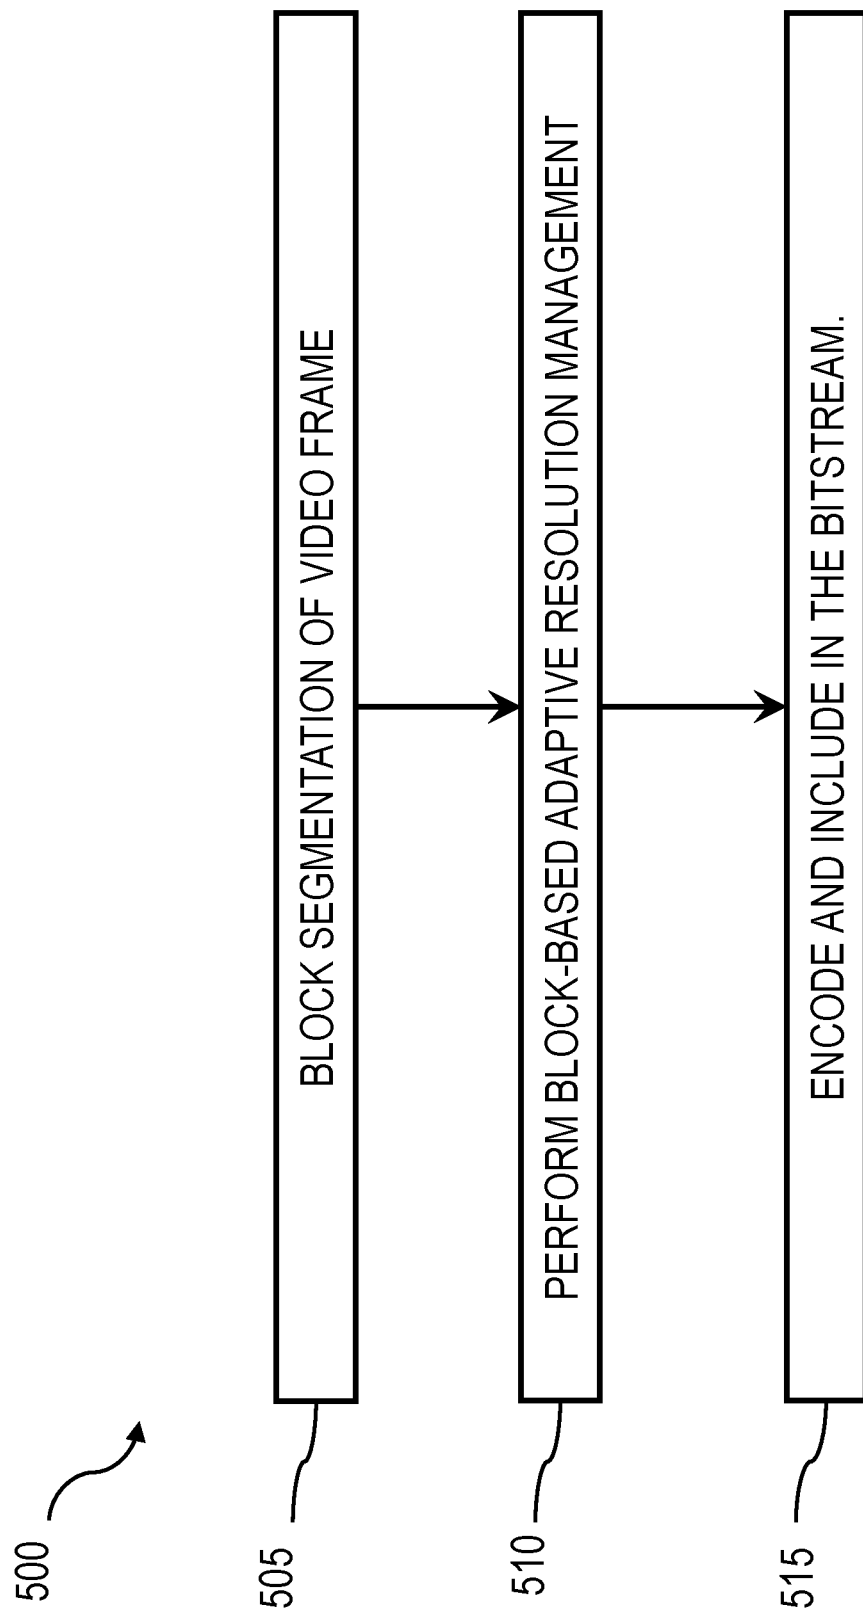 500
505
BLOCK SEGMENTATION OF VIDEO FRAME
510
PERFORM BLOCK-BASED ADAPTIVE RESOLUTION MANAGEMENT
515
ENCODE AND INCLUDE IN THE BITSTREAM.